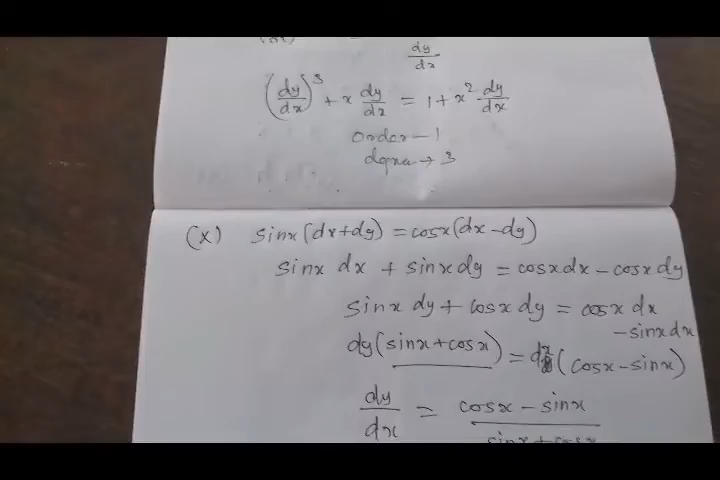 dy/dx
(dy/dx)³ + x dy/dx = 1 + x² dy/dx
order – 1
degree → 3
(x) sinx(dx+dy) = cosx(dx-dy)
sinx dx + sinx dy = cosx dx - cosx dy
sinx dy + cosx dy = cosx dx
-sinx dx
dy(sinx+cosx) = dx(cosx-sinx)
dy/dx = cosx - sinx / sinx + cosx